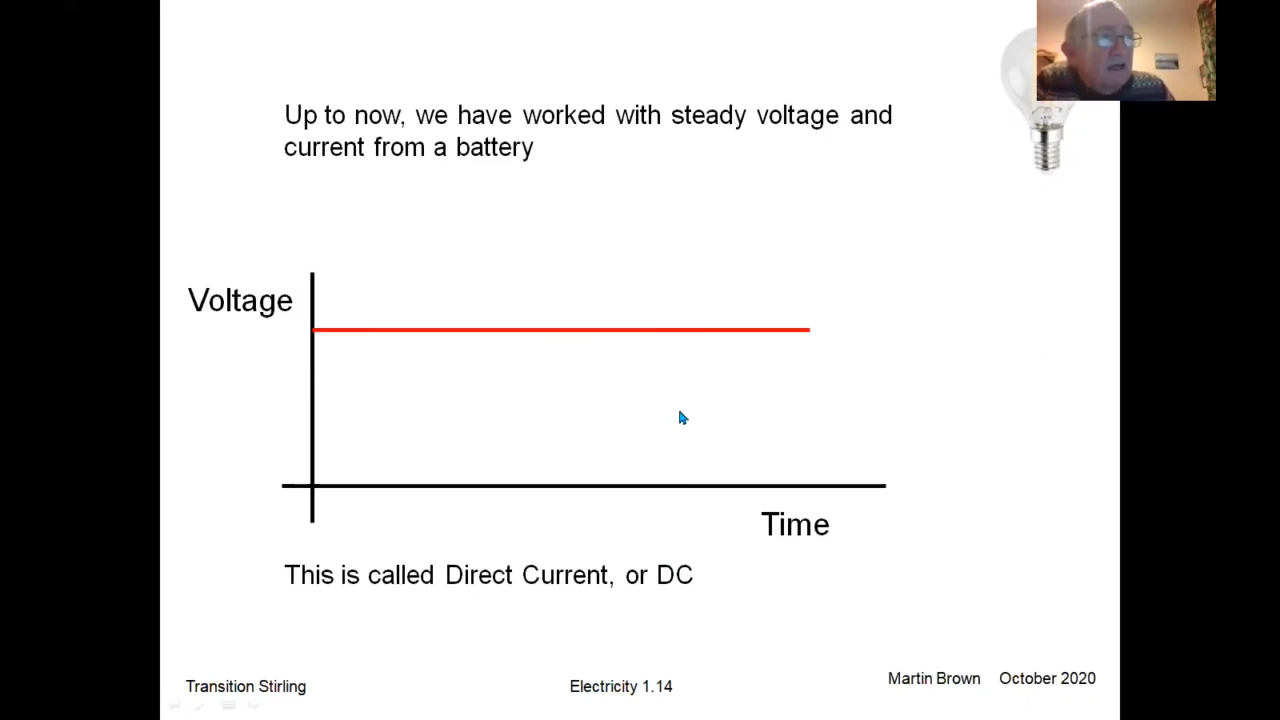 Up to now, we have worked with steady voltage and
current from a battery
Voltage
Time
This is called Direct Current, or DC
Transition Stirling
Electricity 1.14
Martin Brown October 2020